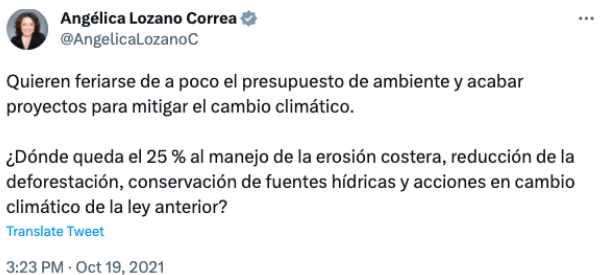 Angélica Lozano Correa
@AngelicaLozanoC
Quieren feriarse de a poco el presupuesto de ambiente y acabar
proyectos para mitigar el cambio climático.
¿Dónde queda el 25 % al manejo de la erosión costera, reducción de la
deforestación, conservación de fuentes hídricas y acciones en cambio
climático de la ley anterior?
Translate Tweet
3:23 PM · Oct 19, 2021